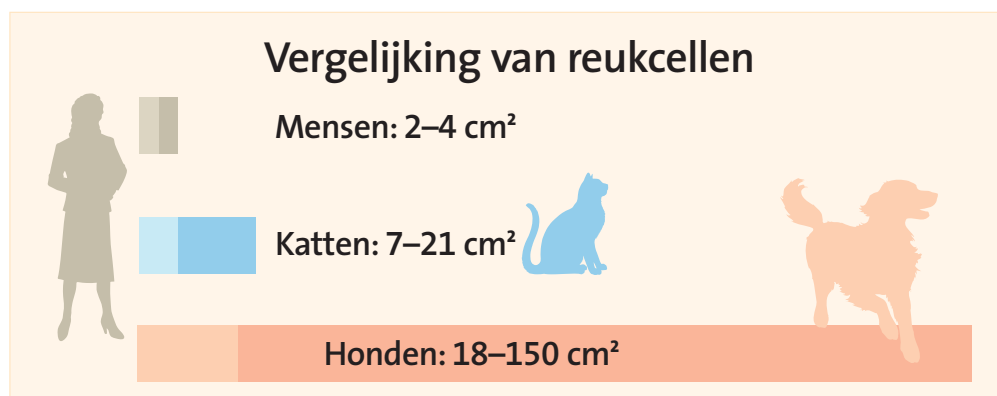 Vergelijking van reukcellen
Mensen: 2–4 cm²
Katten: 7–21 cm²
Honden: 18–150 cm²